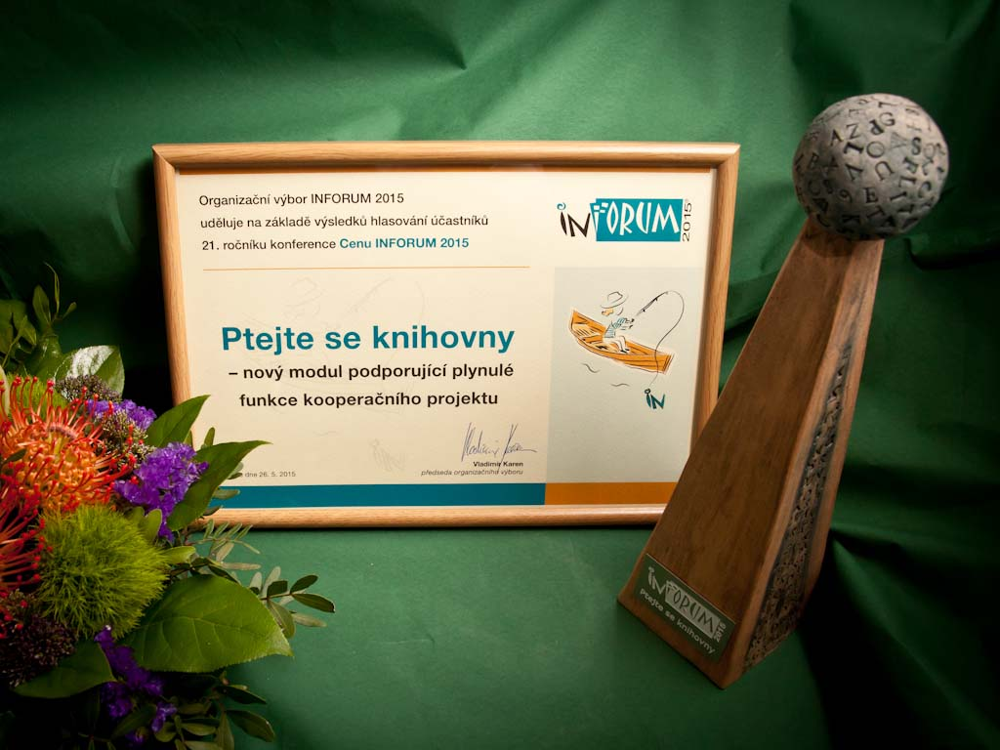 Organizační výbor INFORUM 2015
uděluje na základě výsledků hlasování účastníků
21. ročníku konference Cenu INFORUM 2015
INFORUM 2015®
Ptejte se knihovny
– nový modul podporující plynulé
funkce kooperačního projektu
IN
Vladimír Karen
předseda organizačního výboru
dne 26. 5. 2015
INFORUM 2015
Ptejte se knihovny